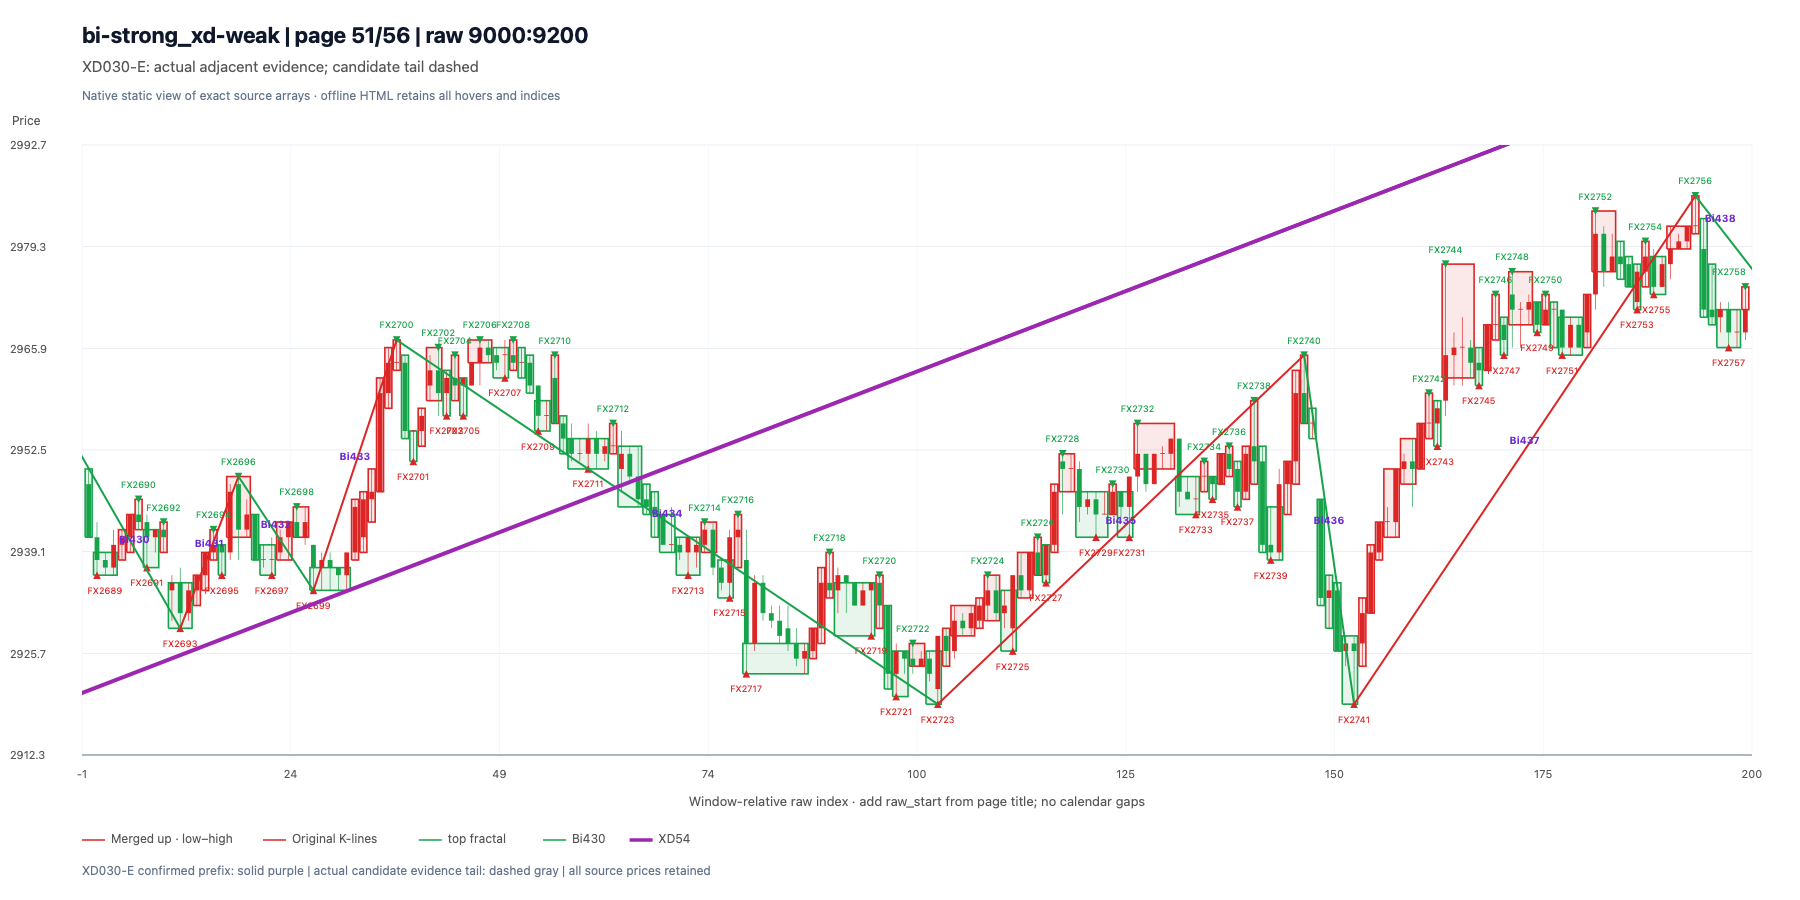 bi-strong_xd-weak | page 51/56 | raw 9000:9200
XD030-E: actual adjacent evidence; candidate tail dashed
Native static view of exact source arrays · offline HTML retains all hovers and indices
Price
2992.7
2979.3
2965.9
2952.5
2939.1
2925.7
2912.3
FX2756
FX2752
Bi438
FX2754
FX2744
FX2748
FX2758
FX2746
FX2750
FX2755
FX2753
FX2700
FX2702
FX2704
FX2706
FX2708
FX2710
FX2740
FX2749
FX2757
FX2747
FX2751
FX2707
FX2738
FX2745
FX2712
FX2705
FX2732
FX2728
FX2736
FX2734
FX2709
Bi437
Bi433
FX2696
FX2743
FX2701
FX2730
FX2711
FX2690
FX2698
FX2692
FX2714
FX2716
Bi434
FX2735
Bi435
FX2737
Bi436
Bi432
FX2733
Bi430
Bi431
FX2718
FX2729
FX2731
FX2720
FX2724
FX2739
FX2691
FX2689
FX2695
FX2697
FX2713
FX2727
FX2699
FX2715
FX2693
FX2722
FX2719
FX2725
FX2717
FX2721
FX2723
FX2741
-1
24
49
74
100
125
150
175
200
Window-relative raw index · add raw_start from page title; no calendar gaps
Merged up · low–high
Original K-lines
top fractal
Bi430
XD54
XD030-E confirmed prefix: solid purple | actual candidate evidence tail: dashed gray | all source prices retained